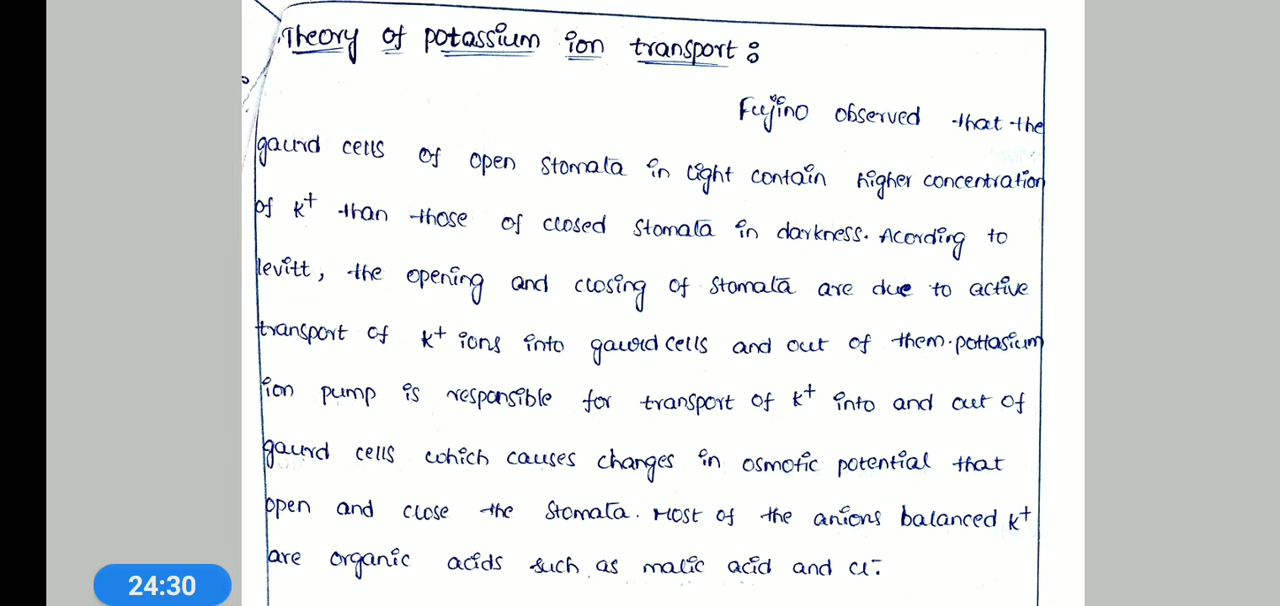 Theory of potassium ion transport :
Fujino observed that the
gaurd cells of open stomata in light contain higher concentration
of K+ than those of closed stomata in darkness. Acording to
levitt, the opening and closing of stomata are due to active
transport of K+ ions into gaurd cells and out of them. pottasium
ion pump is responsible for transport of K+ into and out of
gaurd cells which causes changes in osmotic potential that
open and close the stomata. Most of the anions balanced K+
are organic acids such as malic acid and Cl-.
24:30